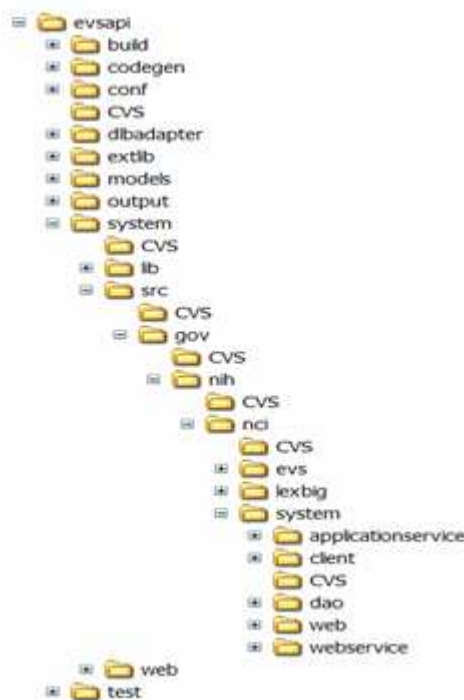 evsapi
build
codegen
conf
CVS
dlbadapter
extlib
models
output
system
CVS
lib
src
CVS
gov
CVS
nih
CVS
nci
CVS
evs
lexbig
system
applicationservice
client
CVS
dao
web
webservice
web
test